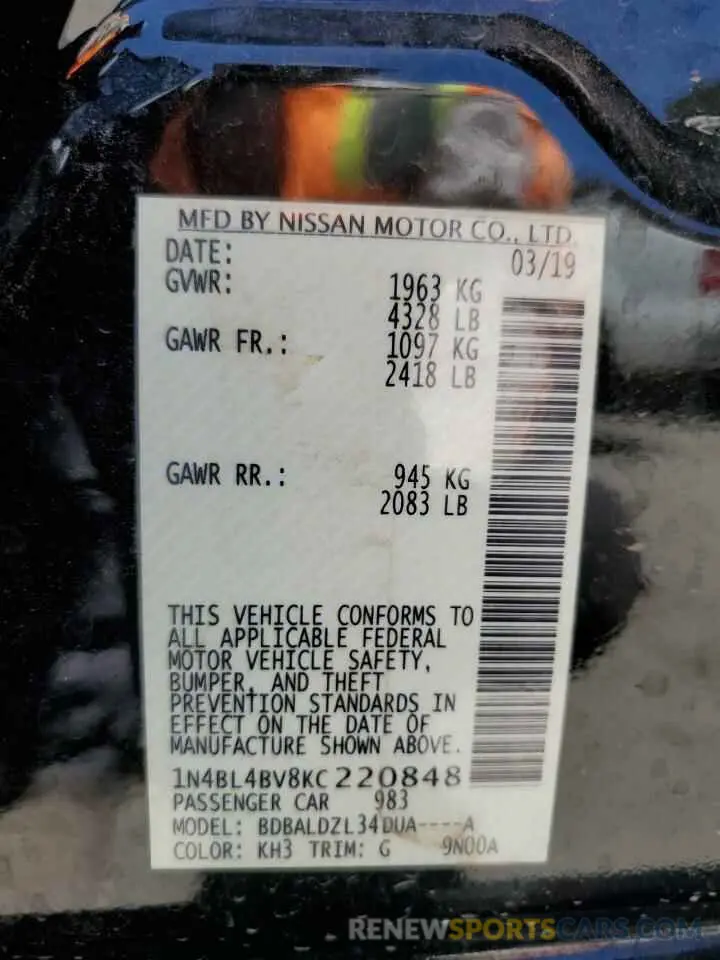 MFD BY NISSAN MOTOR CO., LTD.
DATE: 03/19
GVWR: 1963 KG
4328 LB
GAWR FR.: 1097 KG
2418 LB
GAWR RR.: 945 KG
2083 LB
THIS VEHICLE CONFORMS TO
ALL APPLICABLE FEDERAL
MOTOR VEHICLE SAFETY,
BUMPER, AND THEFT
PREVENTION STANDARDS IN
EFFECT ON THE DATE OF
MANUFACTURE SHOWN ABOVE.
1N4BL4BV8KC220848
PASSENGER CAR 983
MODEL: BDBALDZL34DUA----A
COLOR: KH3 TRIM: G 9N00A
RENEWSPORTSCARS.COM